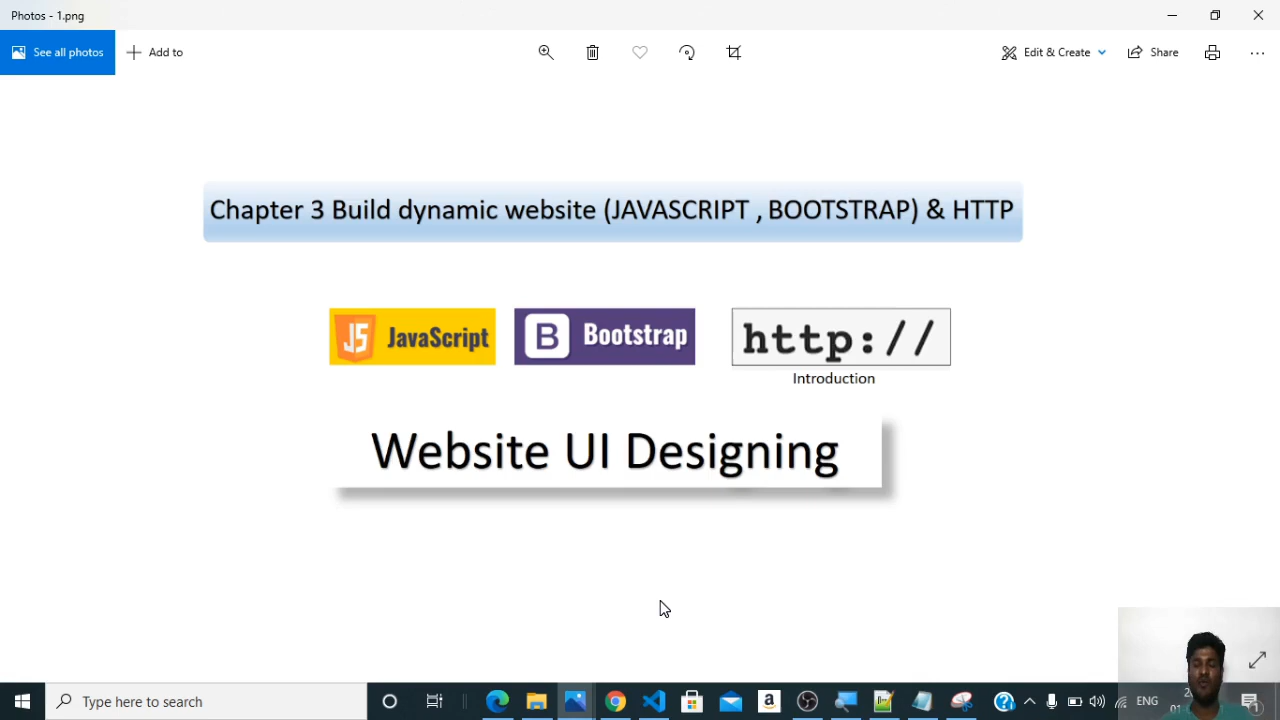 Photos - 1.png
See all photos
Add to
Edit & Create
Share
Chapter 3 Build dynamic website (JAVASCRIPT , BOOTSTRAP) & HTTP
JS JavaScript
B Bootstrap
http://
Introduction
Website UI Designing
Type here to search
ENG